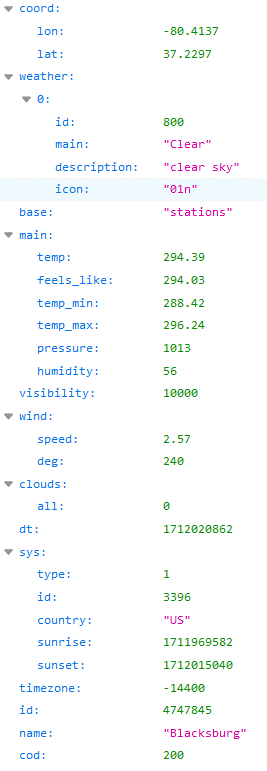 coord:
lon: -80.4137
lat: 37.2297
weather:
0:
id: 800
main: "Clear"
description: "clear sky"
icon: "01n"
base: "stations"
main:
temp: 294.39
feels_like: 294.03
temp_min: 288.42
temp_max: 296.24
pressure: 1013
humidity: 56
visibility: 10000
wind:
speed: 2.57
deg: 240
clouds:
all: 0
dt: 1712020862
sys:
type: 1
id: 3396
country: "US"
sunrise: 1711969582
sunset: 1712015040
timezone: -14400
id: 4747845
name: "Blacksburg"
cod: 200